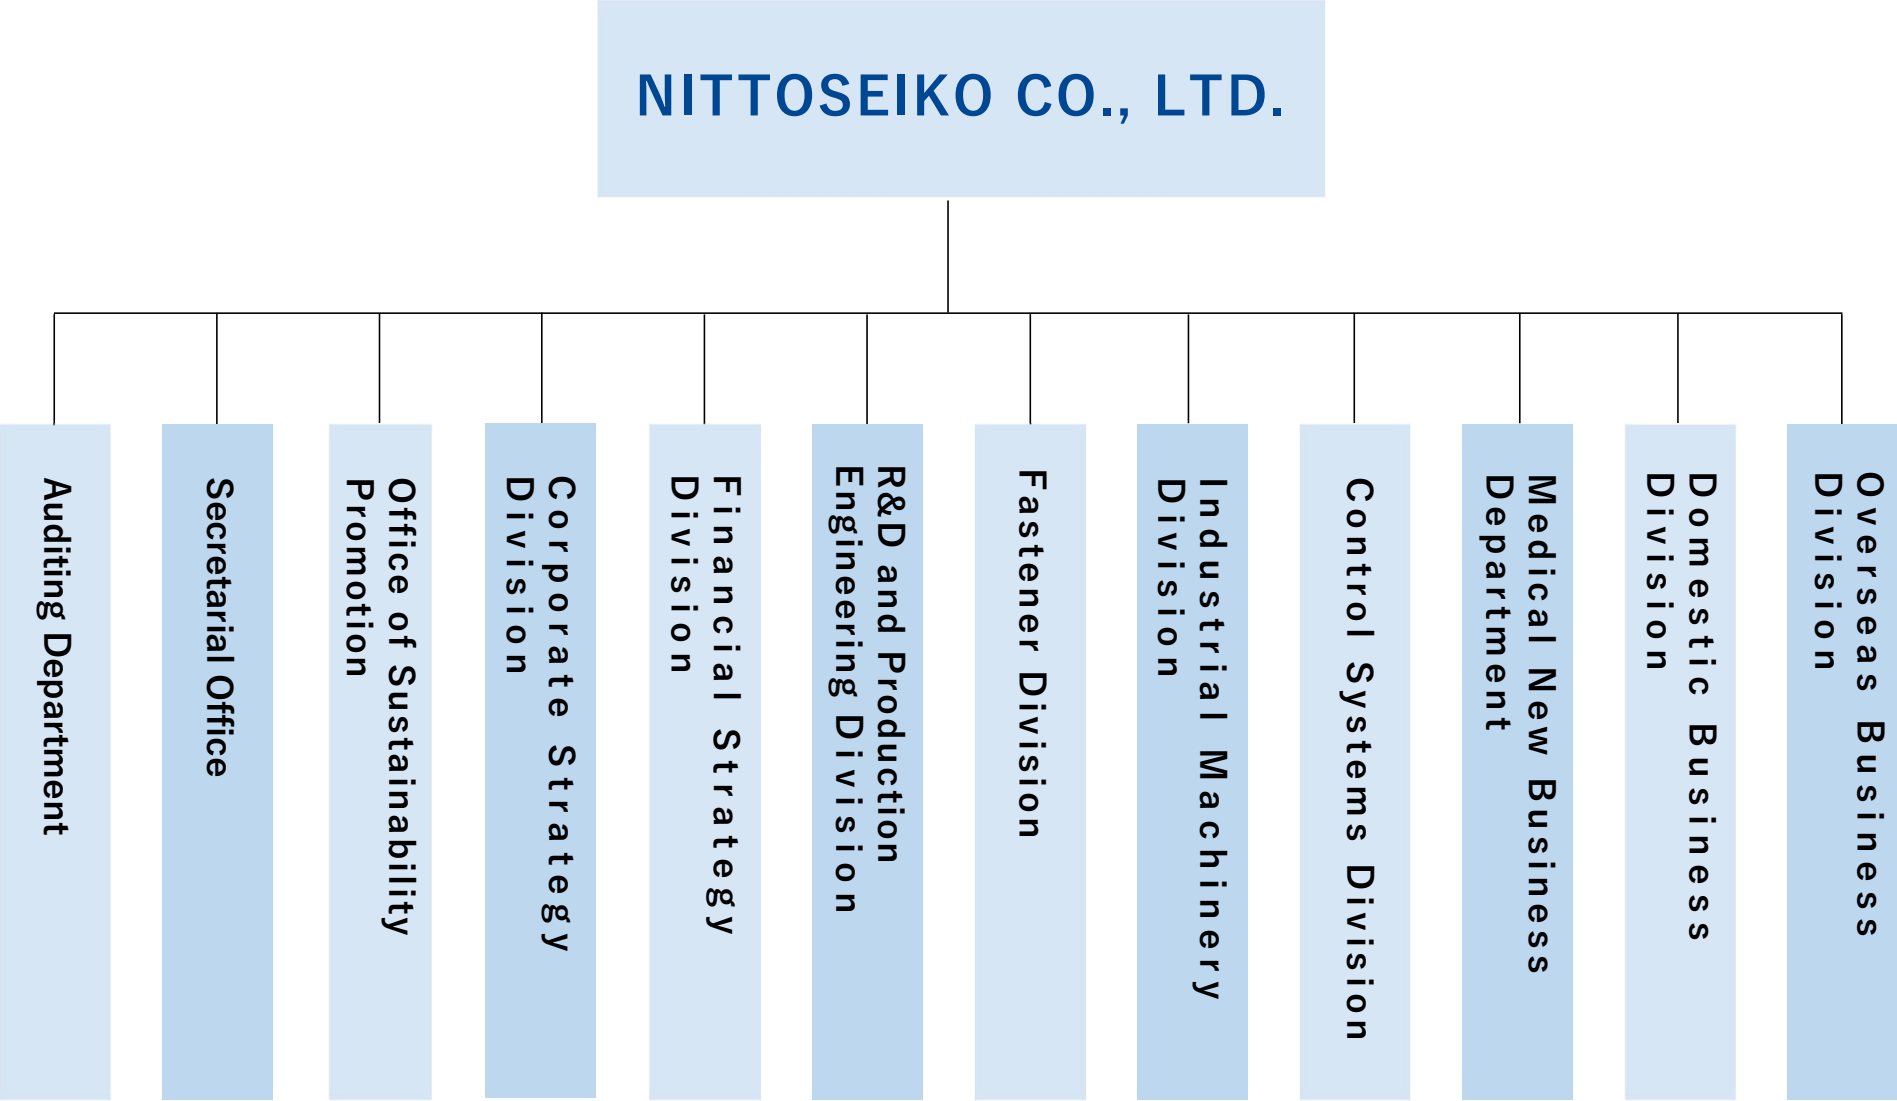 NITTOSEIKO CO., LTD.
Auditing Department
Secretarial Office
Office of Sustainability
Promotion
Corporate Strategy
Division
Financial Strategy
Division
R&D and Production
Engineering Division
Fastener Division
Industrial Machinery
Division
Control Systems Division
Medical New Business
Department
Domestic Business
Division
Overseas Business
Division